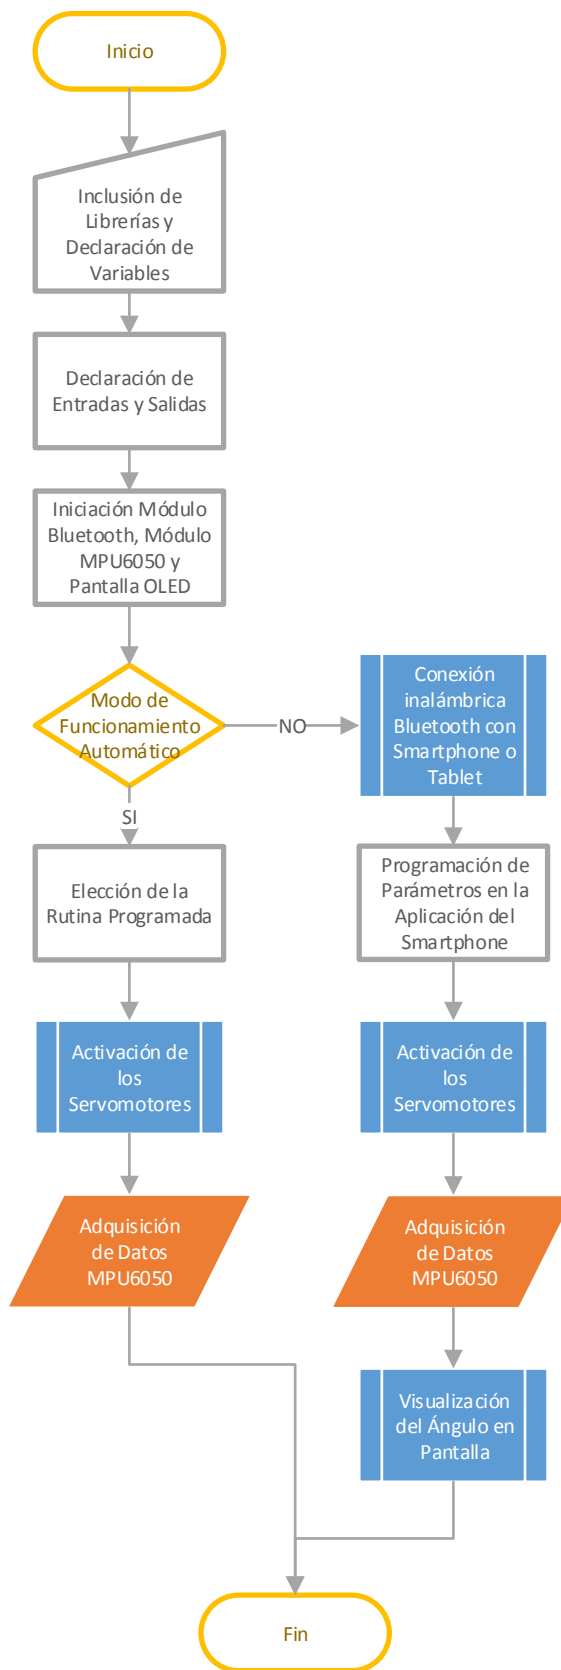 Inicio
Inclusión de
Librerías y
Declaración de
Variables
Declaración de
Entradas y Salidas
Iniciación Módulo
Bluetooth, Módulo
MPU6050 y
Pantalla OLED
Modo de
Funcionamiento
Automático
NO
Conexión
inalámbrica
Bluetooth con
Smartphone o
Tablet
SI
Elección de la
Rutina Programada
Programación de
Parámetros en la
Aplicación del
Smartphone
Activación de
los
Servomotores
Activación de
los
Servomotores
Adquisición
de Datos
MPU6050
Adquisición
de Datos
MPU6050
Visualización
del Ángulo en
Pantalla
Fin